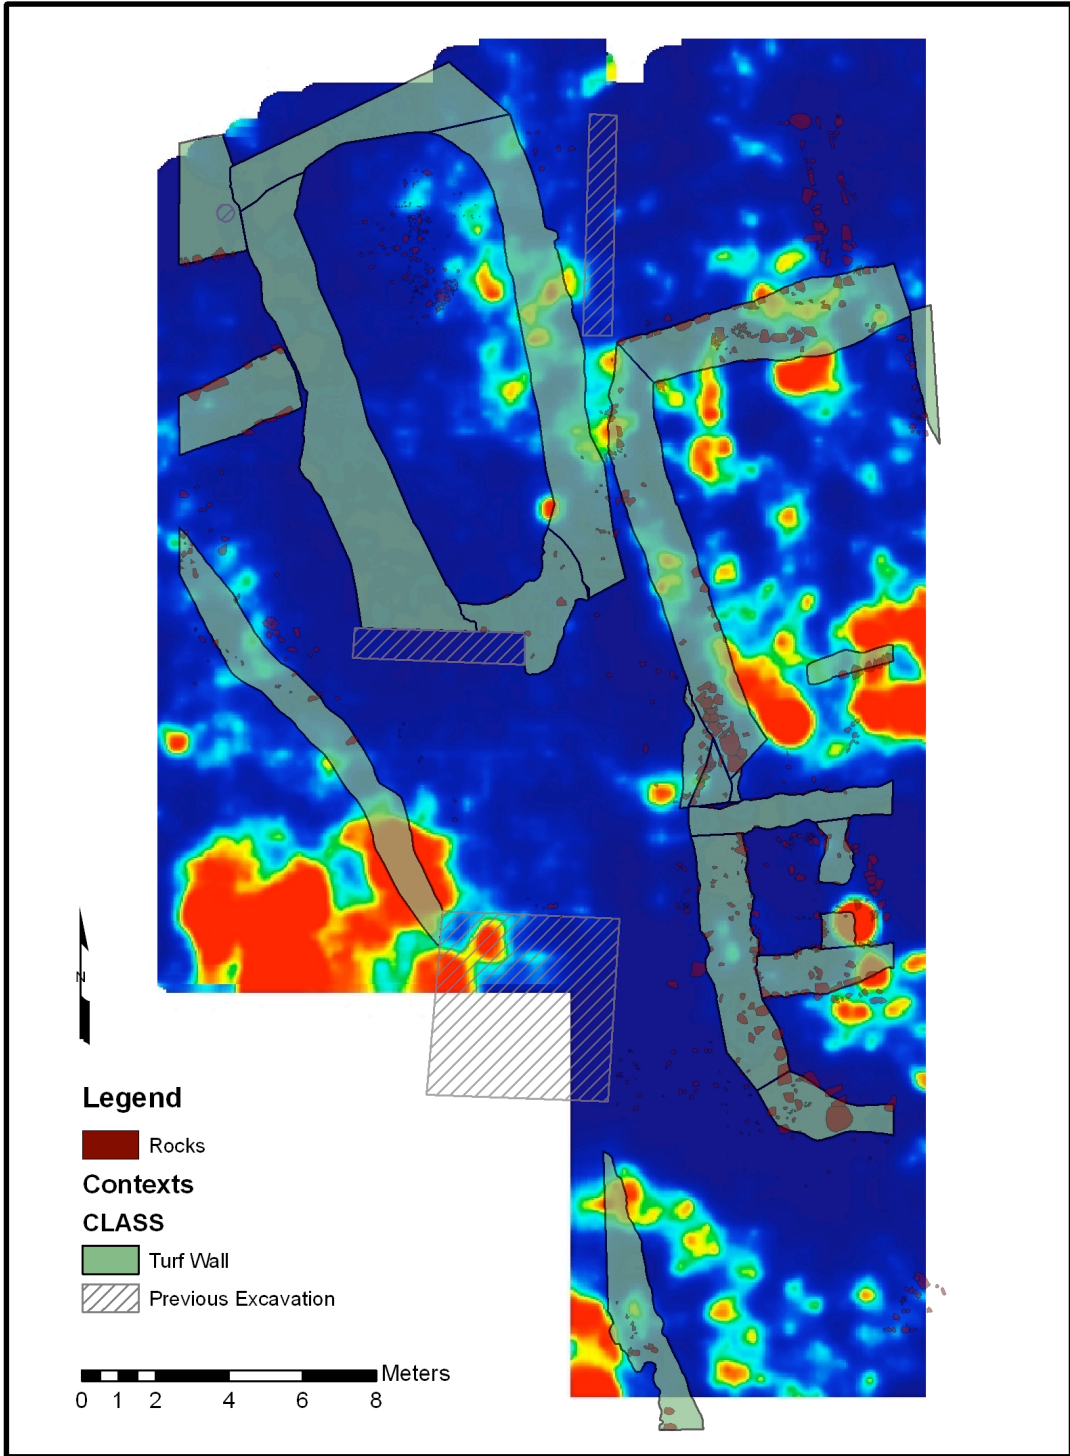 N
Legend
Rocks
Contexts
CLASS
Turf Wall
Previous Excavation
Meters
0 1 2 4 6 8